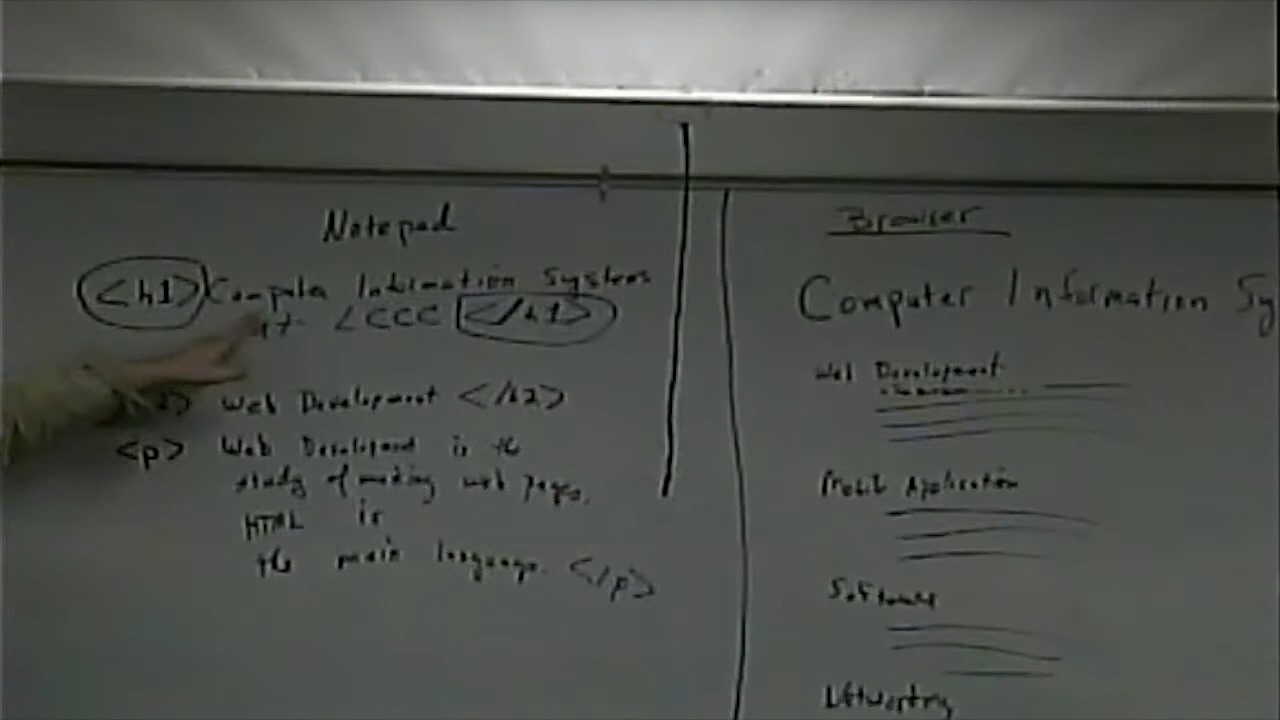 Notepad
<h1> Computer Information Systems
at LCCC </h1>
Web Development </h2>
<p> Web Development is the
study of making web pages.
HTML is
the main language. </p>
Browser
Computer Information Sy
Web Development
Application
Software
Networking